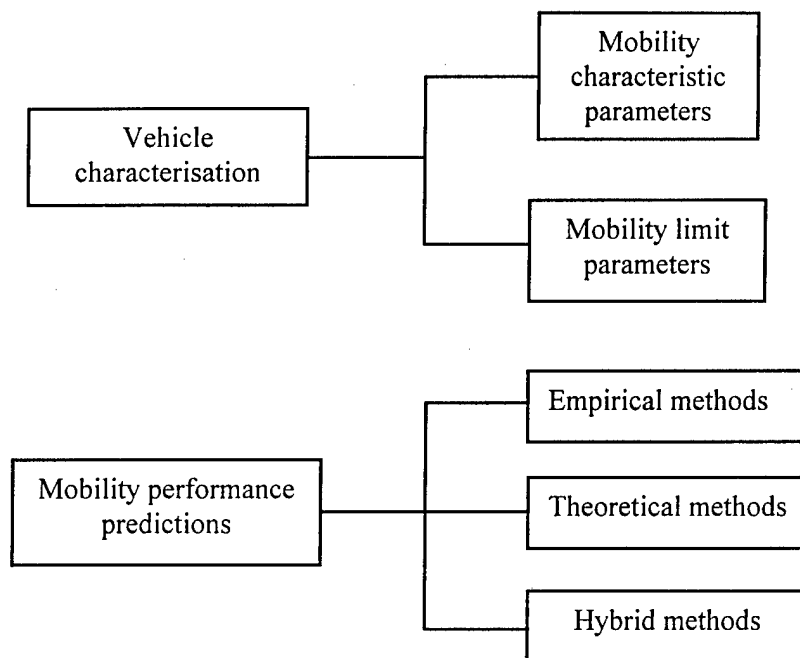 Vehicle
characterisation
Mobility
characteristic
parameters
Mobility limit
parameters
Mobility performance
predictions
Empirical methods
Theoretical methods
Hybrid methods